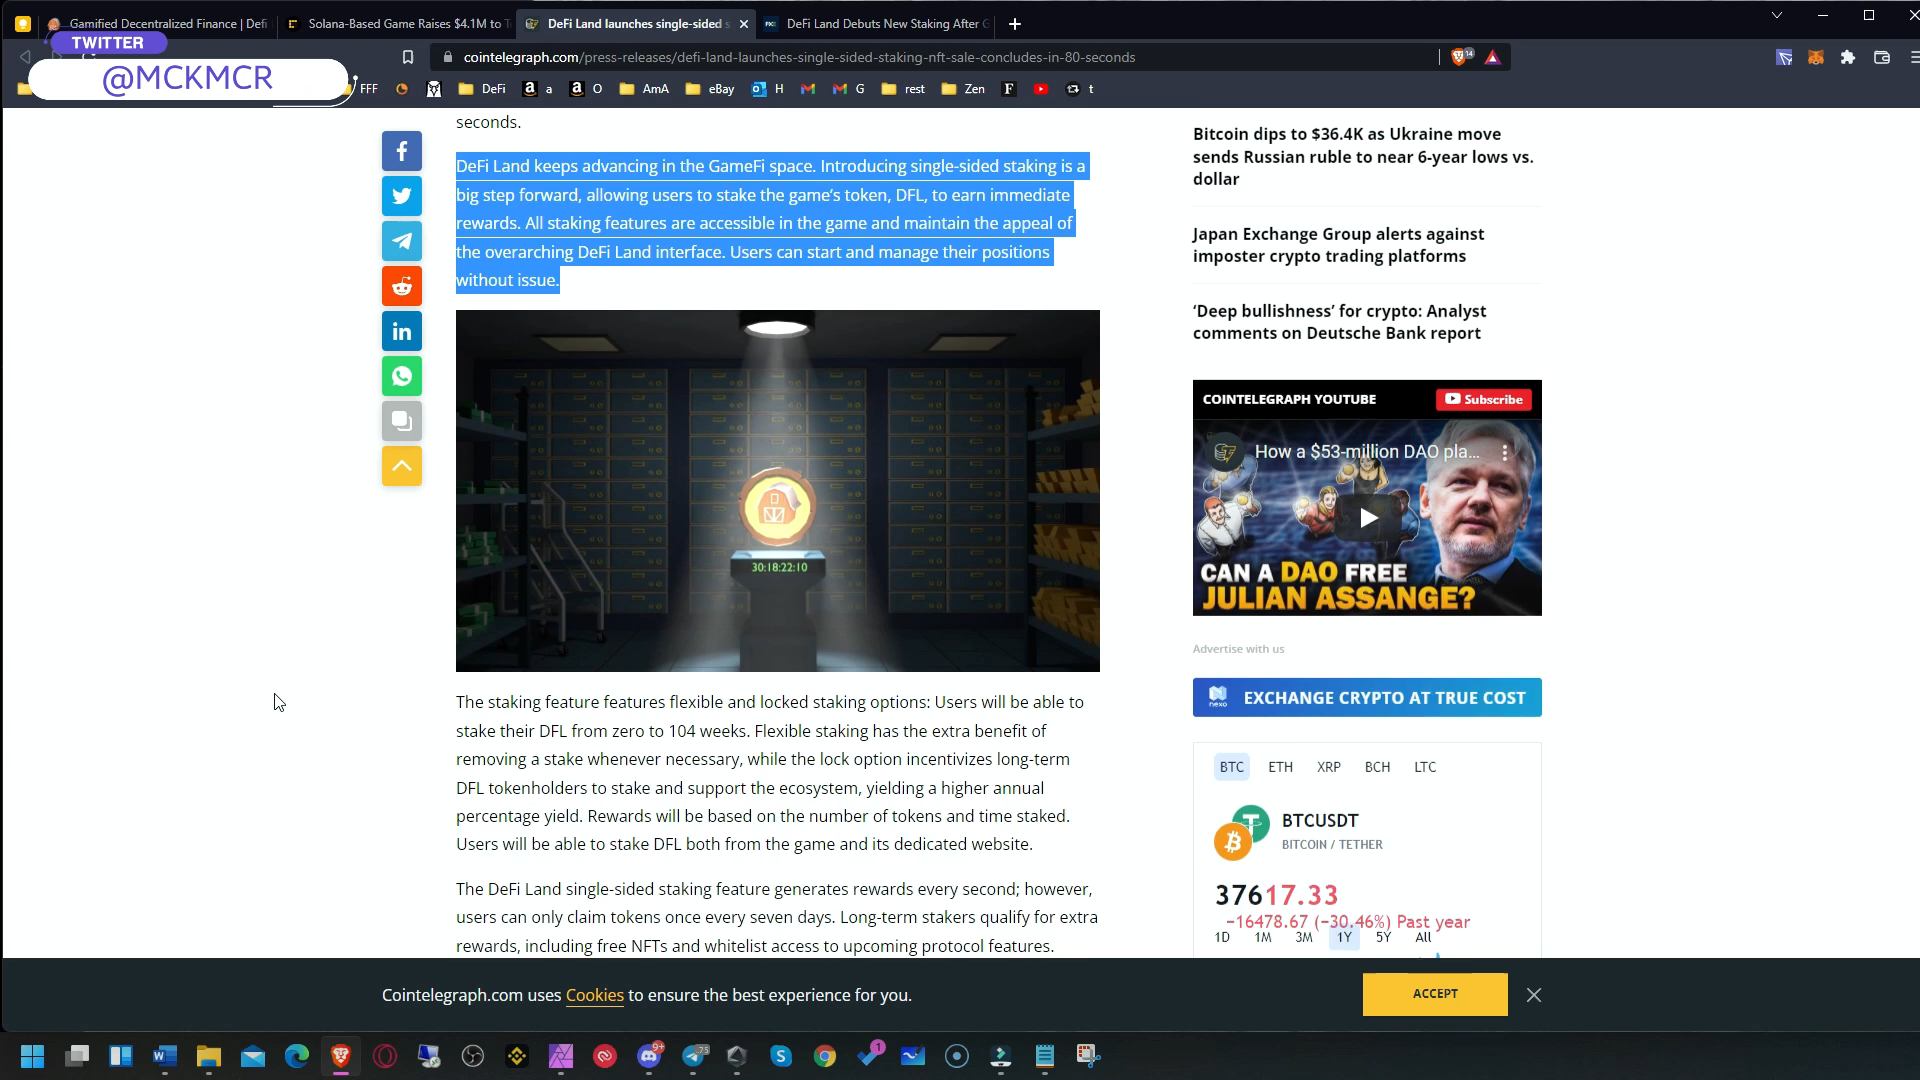 Gamified Decentralized Finance | Defi
Solana-Based Game Raises $4.1M to T
DeFi Land launches single-sided s
DeFi Land Debuts New Staking After G
TWITTER
@MCKMCR
cointelegraph.com/press-releases/defi-land-launches-single-sided-staking-nft-sale-concludes-in-80-seconds
14
FFF
DeFi
a
O
AmA
eBay
H
G
rest
Zen
t
seconds.
DeFi Land keeps advancing in the GameFi space. Introducing single-sided staking is a
big step forward, allowing users to stake the game's token, DFL, to earn immediate
rewards. All staking features are accessible in the game and maintain the appeal of
the overarching DeFi Land interface. Users can start and manage their positions
without issue.
30:18:22:10
The staking feature features flexible and locked staking options: Users will be able to
stake their DFL from zero to 104 weeks. Flexible staking has the extra benefit of
removing a stake whenever necessary, while the lock option incentivizes long-term
DFL tokenholders to stake and support the ecosystem, yielding a higher annual
percentage yield. Rewards will be based on the number of tokens and time staked.
Users will be able to stake DFL both from the game and its dedicated website.
The DeFi Land single-sided staking feature generates rewards every second; however,
users can only claim tokens once every seven days. Long-term stakers qualify for extra
rewards, including free NFTs and whitelist access to upcoming protocol features.
Bitcoin dips to $36.4K as Ukraine move
sends Russian ruble to near 6-year lows vs.
dollar
Japan Exchange Group alerts against
imposter crypto trading platforms
‘Deep bullishness’ for crypto: Analyst
comments on Deutsche Bank report
COINTELEGRAPH YOUTUBE
Subscribe
How a $53-million DAO pla...
CAN A DAO FREE
JULIAN ASSANGE?
Advertise with us
nexo
EXCHANGE CRYPTO AT TRUE COST
BTC
ETH
XRP
BCH
LTC
BTCUSDT
BITCOIN / TETHER
37617.33
−16478.67 (−30.46%) Past year
1D
1M
3M
1Y
5Y
All
Cointelegraph.com uses Cookies to ensure the best experience for you.
ACCEPT
9+
75
1